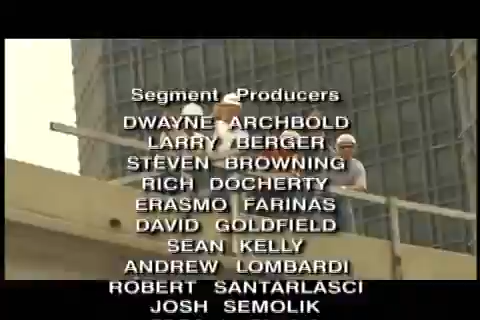 Segment Producers
DWAYNE ARCHBOLD
LARRY BERGER
STEVEN BROWNING
RICH DOCHERTY
ERASMO FARINAS
DAVID GOLDFIELD
SEAN KELLY
ANDREW LOMBARDI
ROBERT SANTARLASCI
JOSH SEMOLIK